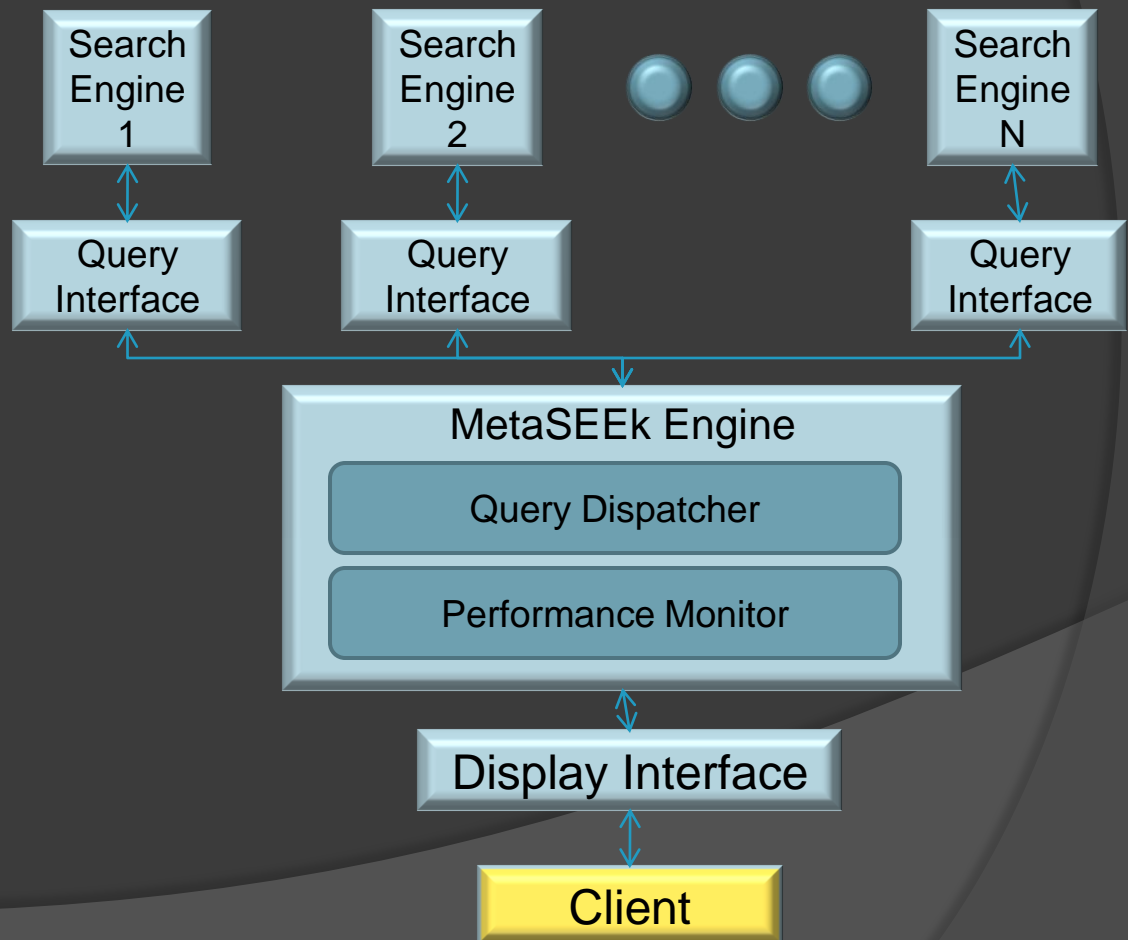 Search
Engine
1
Search
Engine
2
Search
Engine
N
Query
Interface
Query
Interface
Query
Interface
MetaSEEk Engine
Query Dispatcher
Performance Monitor
Display Interface
Client